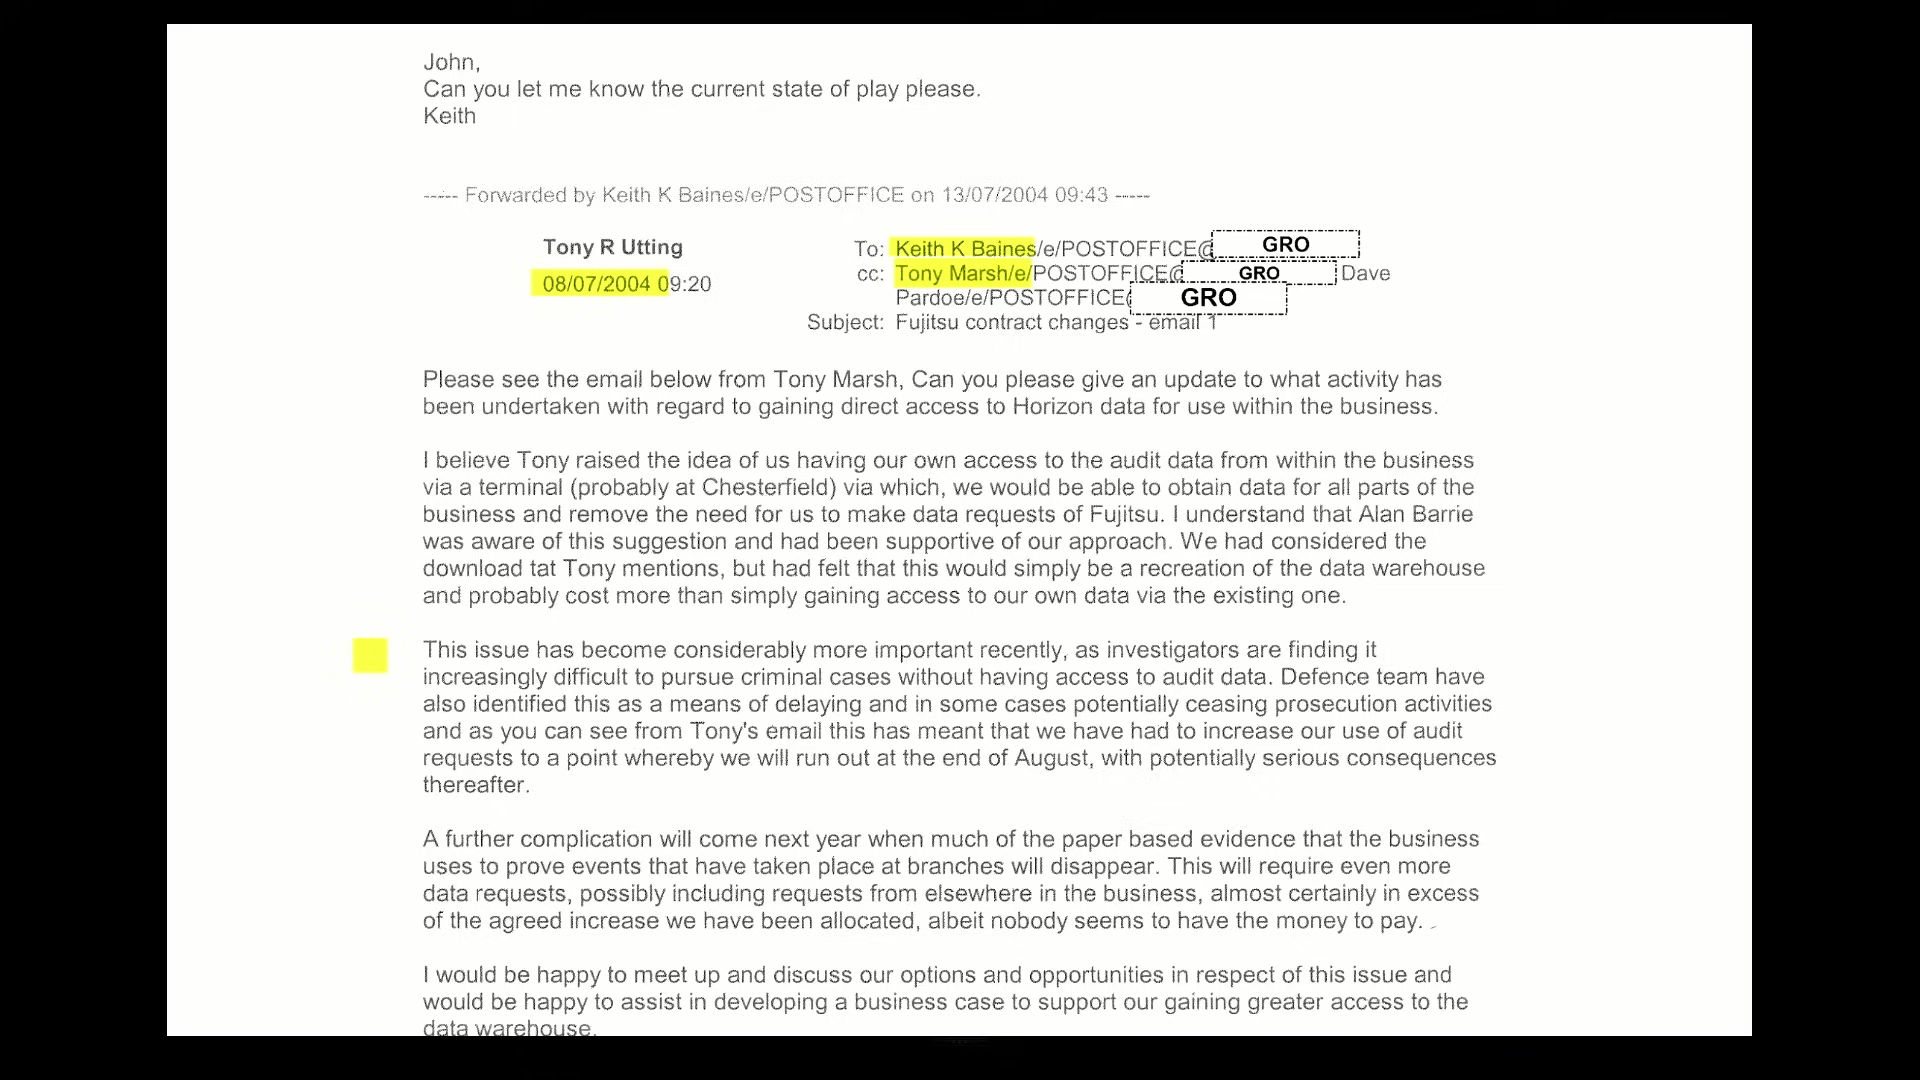 John,
Can you let me know the current state of play please.
Keith
----- Forwarded by Keith K Baines/e/POSTOFFICE on 13/07/2004 09:43 -----
Tony R Utting
08/07/2004 09:20
To: Keith K Baines/e/POSTOFFICE@ GRO
cc: Tony Marsh/e/POSTOFFICE@ GRO Dave
Pardoe/e/POSTOFFICE@ GRO
Subject: Fujitsu contract changes - email 1
Please see the email below from Tony Marsh, Can you please give an update to what activity has
been undertaken with regard to gaining direct access to Horizon data for use within the business.
I believe Tony raised the idea of us having our own access to the audit data from within the business
via a terminal (probably at Chesterfield) via which, we would be able to obtain data for all parts of the
business and remove the need for us to make data requests of Fujitsu. I understand that Alan Barrie
was aware of this suggestion and had been supportive of our approach. We had considered the
download tat Tony mentions, but had felt that this would simply be a recreation of the data warehouse
and probably cost more than simply gaining access to our own data via the existing one.
This issue has become considerably more important recently, as investigators are finding it
increasingly difficult to pursue criminal cases without having access to audit data. Defence team have
also identified this as a means of delaying and in some cases potentially ceasing prosecution activities
and as you can see from Tony's email this has meant that we have had to increase our use of audit
requests to a point whereby we will run out at the end of August, with potentially serious consequences
thereafter.
A further complication will come next year when much of the paper based evidence that the business
uses to prove events that have taken place at branches will disappear. This will require even more
data requests, possibly including requests from elsewhere in the business, almost certainly in excess
of the agreed increase we have been allocated, albeit nobody seems to have the money to pay.
I would be happy to meet up and discuss our options and opportunities in respect of this issue and
would be happy to assist in developing a business case to support our gaining greater access to the
data warehouse.